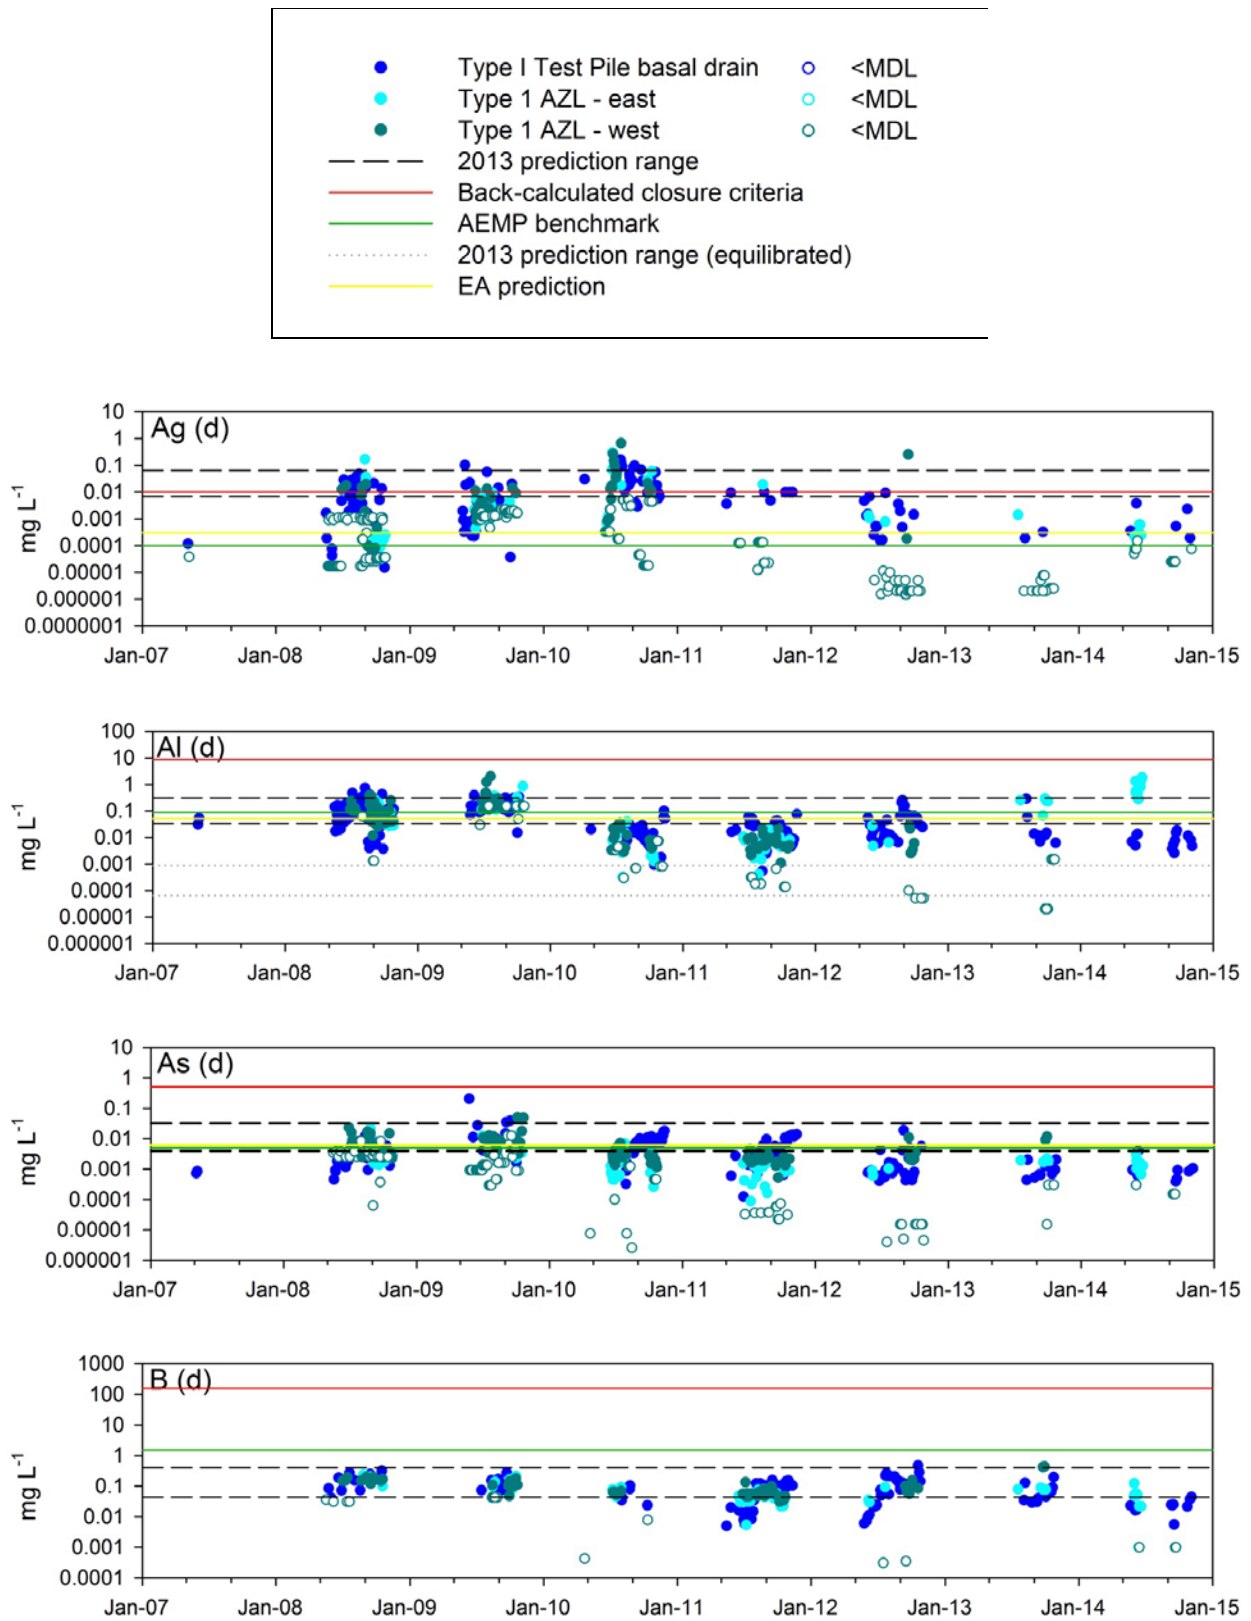 Type I Test Pile basal drain <MDL
Type 1 AZL - east <MDL
Type 1 AZL - west <MDL
2013 prediction range
Back-calculated closure criteria
AEMP benchmark
2013 prediction range (equilibrated)
EA prediction
Ag (d)
mg L⁻¹
10
1
0.1
0.01
0.001
0.0001
0.00001
0.000001
0.0000001
Jan-07 Jan-08 Jan-09 Jan-10 Jan-11 Jan-12 Jan-13 Jan-14 Jan-15
Al (d)
mg L⁻¹
100
10
1
0.1
0.01
0.001
0.0001
0.00001
0.000001
Jan-07 Jan-08 Jan-09 Jan-10 Jan-11 Jan-12 Jan-13 Jan-14 Jan-15
As (d)
mg L⁻¹
10
1
0.1
0.01
0.001
0.0001
0.00001
0.000001
Jan-07 Jan-08 Jan-09 Jan-10 Jan-11 Jan-12 Jan-13 Jan-14 Jan-15
B (d)
mg L⁻¹
1000
100
10
1
0.1
0.01
0.001
0.0001
Jan-07 Jan-08 Jan-09 Jan-10 Jan-11 Jan-12 Jan-13 Jan-14 Jan-15